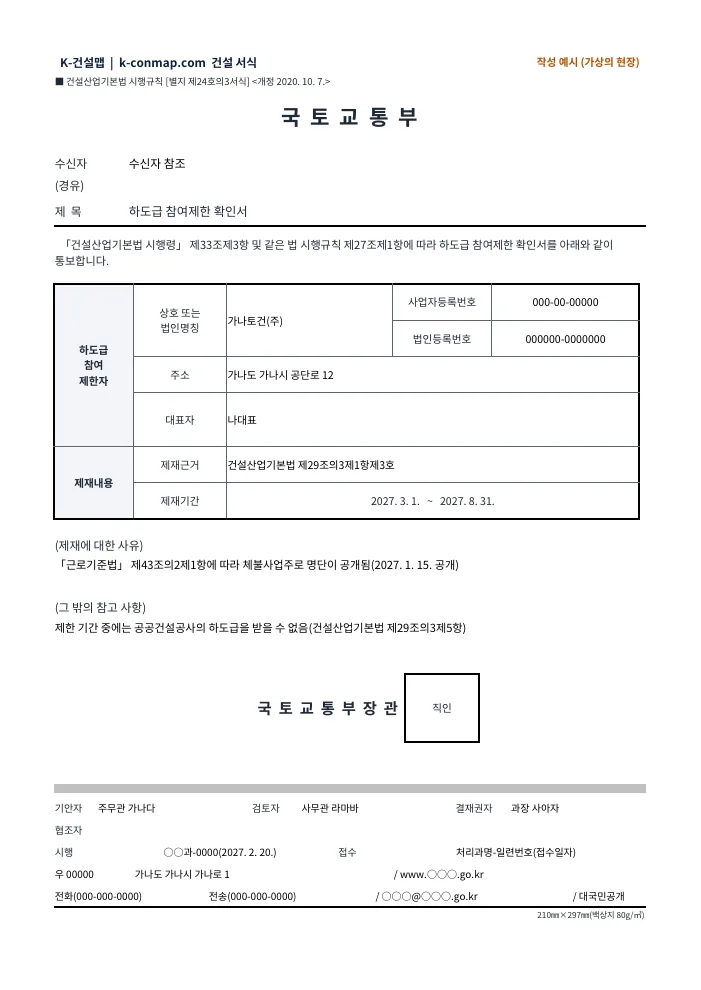 K-건설맵 | k-conmap.com 건설 서식
작성 예시 (가상의 현장)
■ 건설산업기본법 시행규칙 [별지 제24호의3서식] <개정 2020. 10. 7.>
국토교통부
수신자 수신자 참조
(경유)
제 목 하도급 참여제한 확인서
「건설산업기본법 시행령」 제33조제3항 및 같은 법 시행규칙 제27조제1항에 따라 하도급 참여제한 확인서를 아래와 같이
통보합니다.
하도급
참여
제한자
상호 또는
법인명칭
가나토건(주)
사업자등록번호 000-00-00000
법인등록번호 000000-0000000
주소 가나도 가나시 공단로 12
대표자 나대표
제재내용
제재근거 건설산업기본법 제29조의3제1항제3호
제재기간 2027. 3. 1. ~ 2027. 8. 31.
(제재에 대한 사유)
「근로기준법」 제43조의2제1항에 따라 체불사업주로 명단이 공개됨(2027. 1. 15. 공개)
(그 밖의 참고 사항)
제한 기간 중에는 공공건설공사의 하도급을 받을 수 없음(건설산업기본법 제29조의3제5항)
국토교통부장관 직인
기안자 주무관 가나다 검토자 사무관 라마바 결재권자 과장 사아자
협조자
시행 ○○과-0000(2027. 2. 20.) 접수 처리과명-일련번호(접수일자)
우 00000 가나도 가나시 가나로 1 / www.○○○.go.kr
전화(000-000-0000) 전송(000-000-0000) / ○○○@○○○.go.kr / 대국민공개
210㎜×297㎜(백상지 80g/㎡)